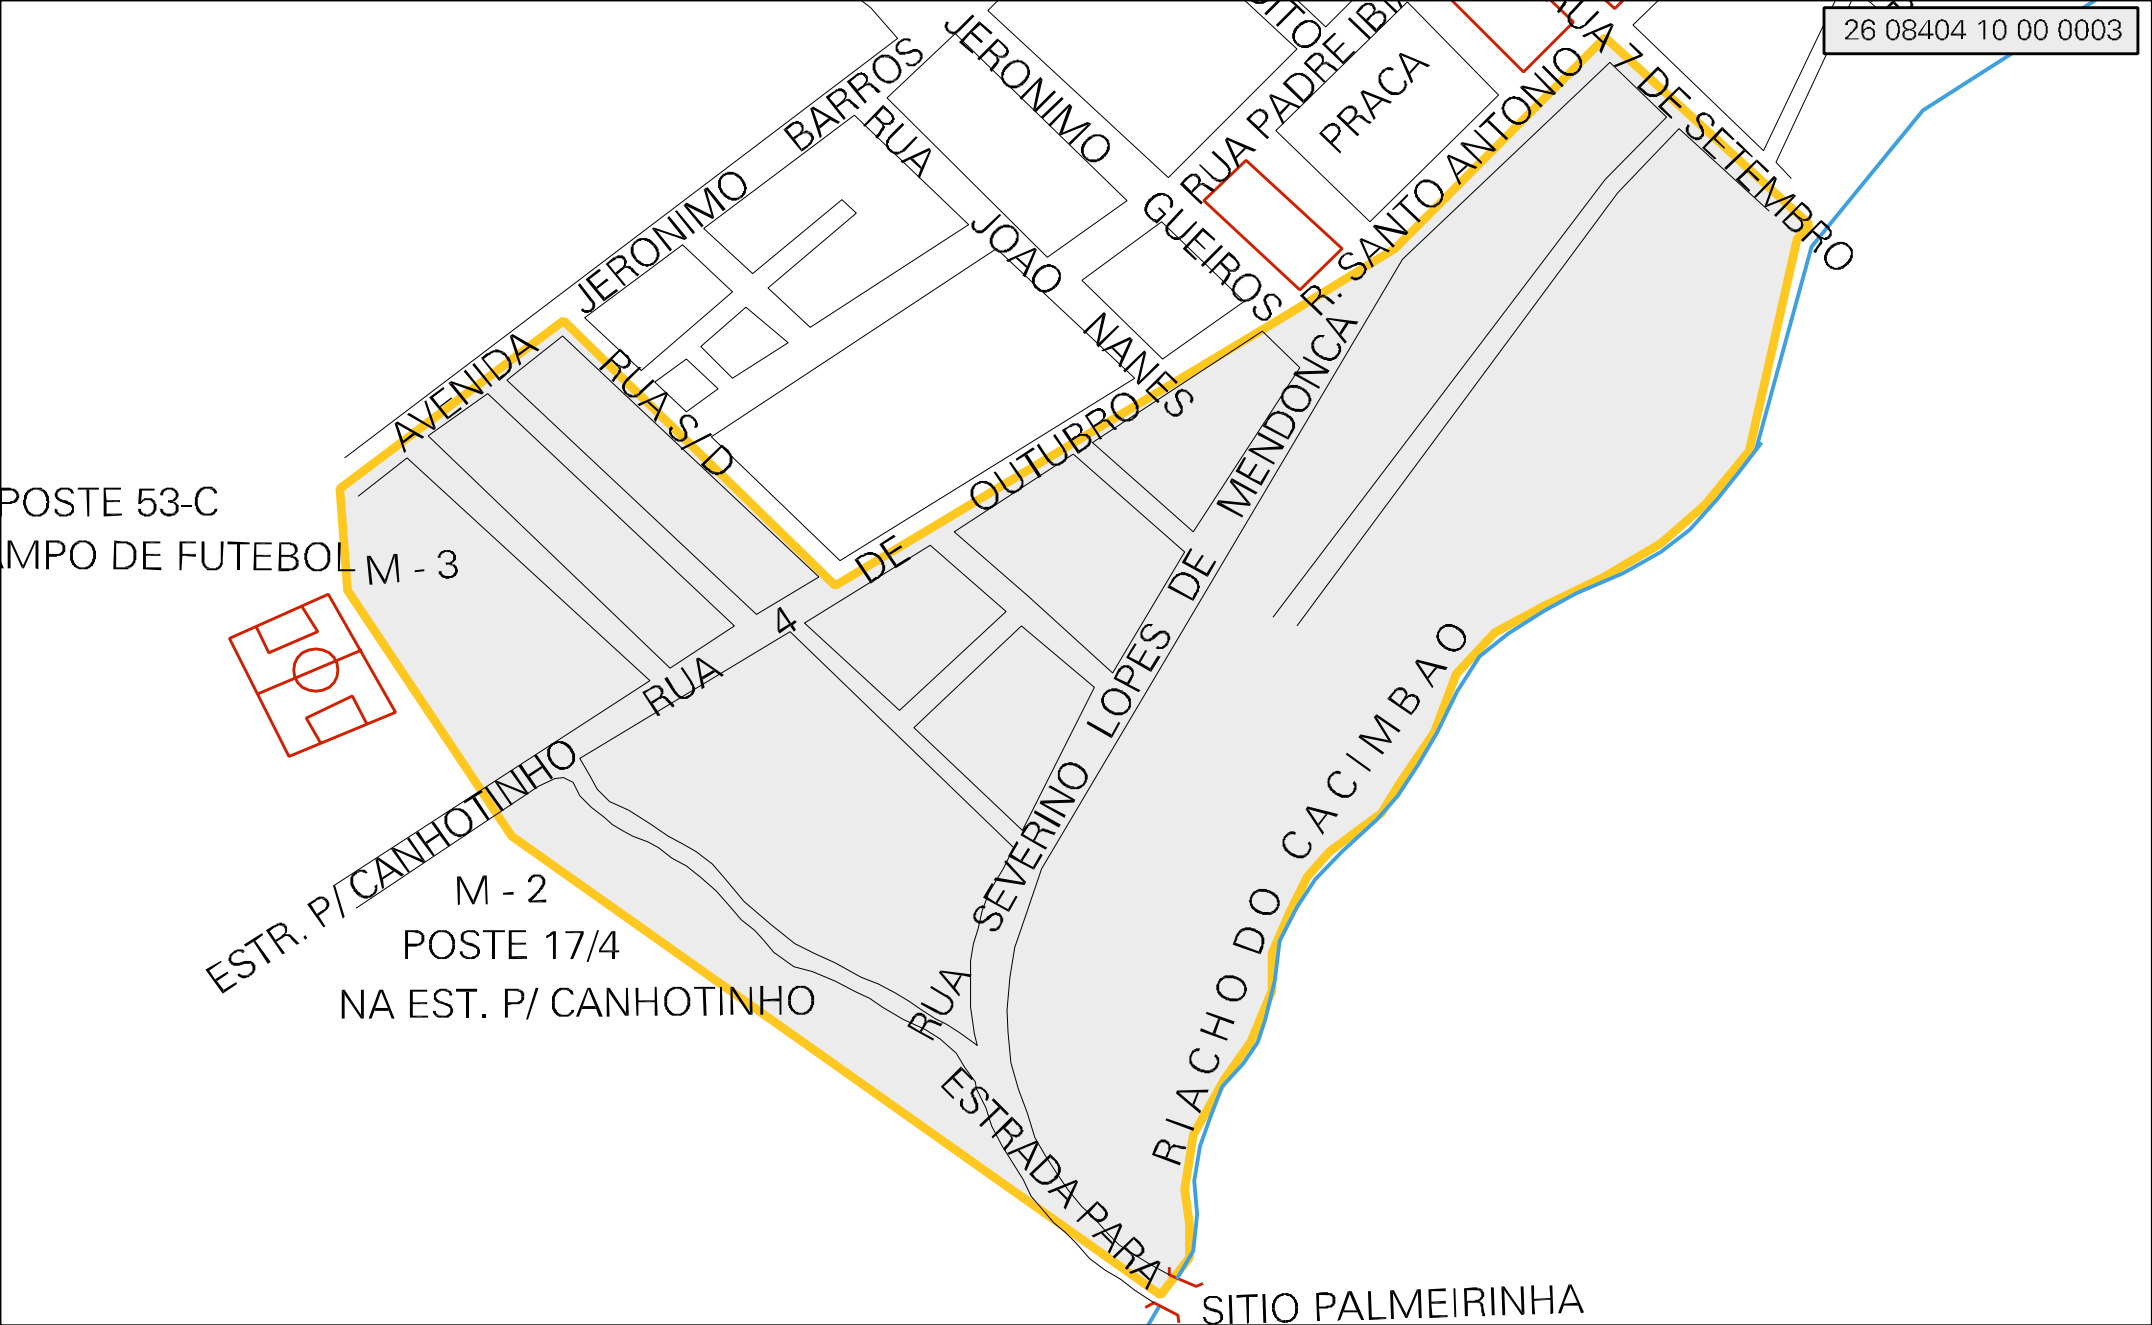 26 08404 10 00 0003
RUA 7 DE SETEMBRO
RUA PADRE IBI
PRACA
R. SANTO ANTONIO
JERONIMO
GUEIROS
AVENIDA JERONIMO BARROS
RUA JOAO NANES
RUA S/D
RUA 4 DE OUTUBRO
POSTE 53-C
MPO DE FUTEBOL
M - 3
ESTR. P/ CANHOTINHO
M - 2
POSTE 17/4
NA EST. P/ CANHOTINHO
RUA SEVERINO LOPES DE MENDONCA
RIACHO DO CACIMBAO
ESTRADA PARA
SITIO PALMEIRINHA